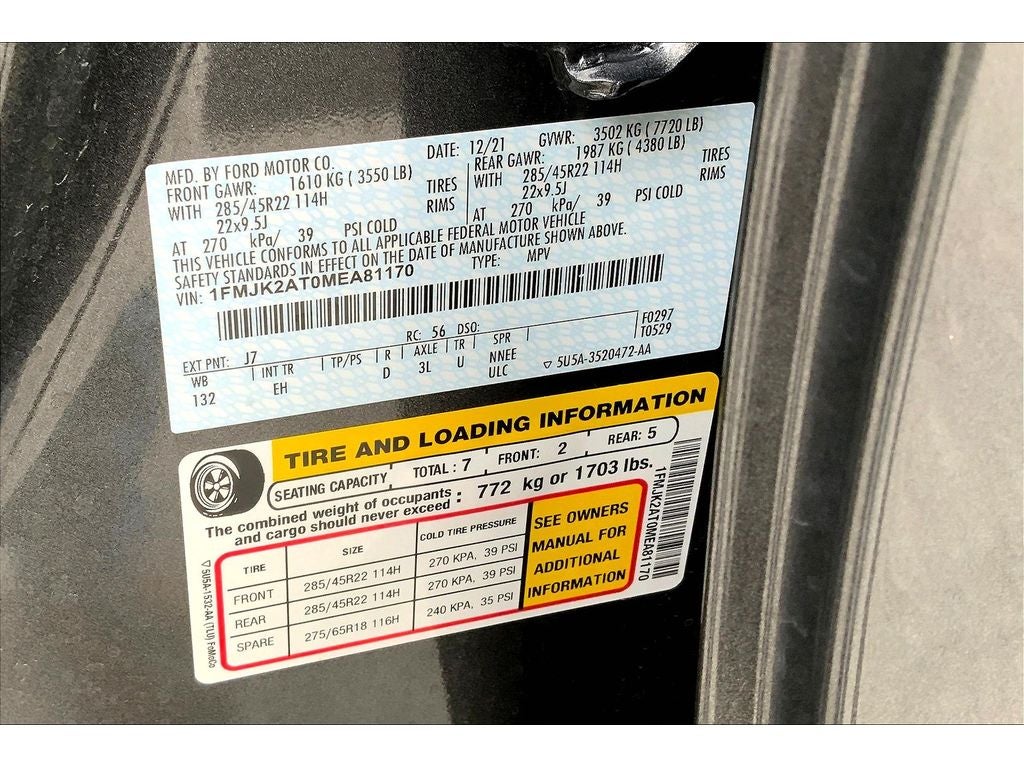 MFD. BY FORD MOTOR CO.
DATE: 12/21 GVWR: 3502 KG ( 7720 LB)
FRONT GAWR: 1610 KG ( 3550 LB)
REAR GAWR: 1987 KG ( 4380 LB)
WITH 285/45R22 114H TIRES
WITH 285/45R22 114H TIRES
22x9.5J RIMS
22x9.5J RIMS
AT 270 kPa/ 39 PSI COLD
AT 270 kPa/ 39 PSI COLD
THIS VEHICLE CONFORMS TO ALL APPLICABLE FEDERAL MOTOR VEHICLE
SAFETY STANDARDS IN EFFECT ON THE DATE OF MANUFACTURE SHOWN ABOVE.
VIN: 1FMJK2AT0MEA81170 TYPE: MPV
F0297
T0529
EXT PNT: J7 RC: 56 DSO:
WB INT TR TP/PS R AXLE TR SPR
132 EH D 3L U NNEE
ULC
▽ 5U5A-3520472-AA
TIRE AND LOADING INFORMATION
SEATING CAPACITY TOTAL : 7 FRONT: 2 REAR: 5
The combined weight of occupants
and cargo should never exceed : 772 kg or 1703 lbs.
TIRE SIZE COLD TIRE PRESSURE
FRONT 285/45R22 114H 270 KPA, 39 PSI
REAR 285/45R22 114H 270 KPA, 39 PSI
SPARE 275/65R18 116H 240 KPA, 35 PSI
SEE OWNERS
MANUAL FOR
ADDITIONAL
INFORMATION
1FMJK2AT0MEA81170
▽ 5U5A-1532-AA (TLU) FoMoCo